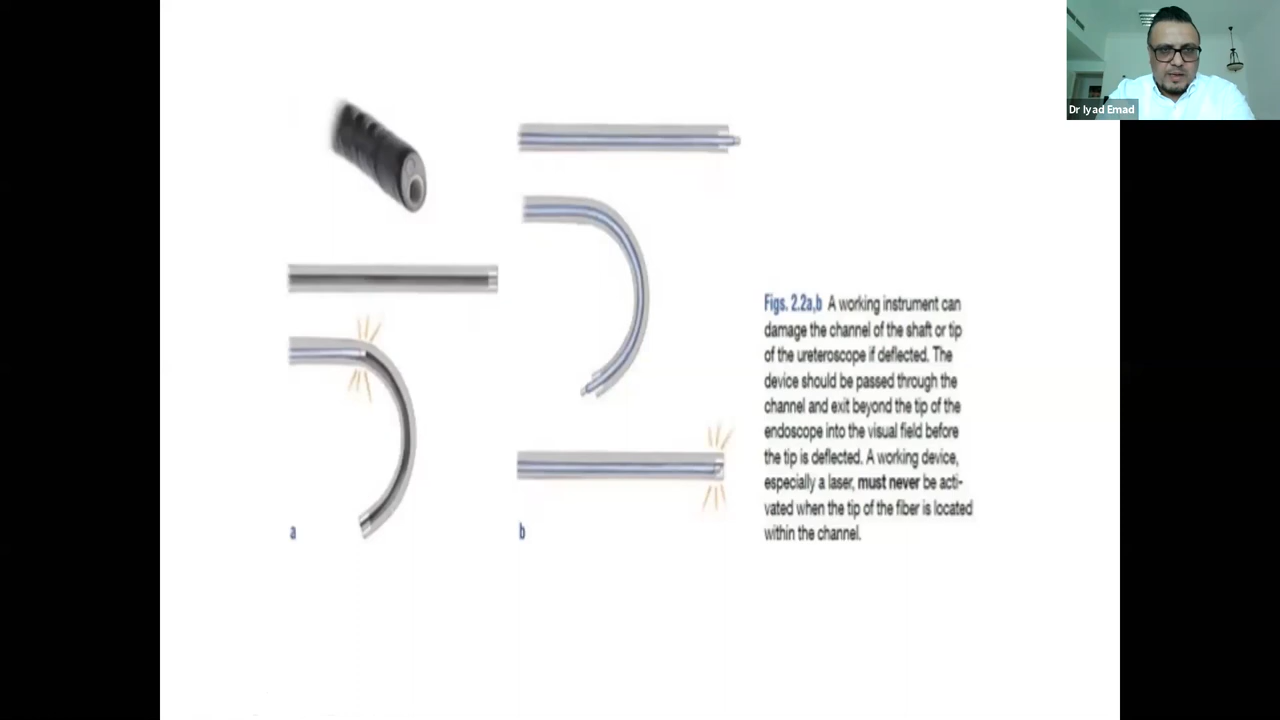 Dr Iyad Emad
Figs. 2.2a,b A working instrument can
damage the channel of the shaft or tip
of the ureteroscope if deflected. The
device should be passed through the
channel and exit beyond the tip of the
endoscope into the visual field before
the tip is deflected. A working device,
especially a laser, must never be acti-
vated when the tip of the fiber is located
within the channel.
a
b